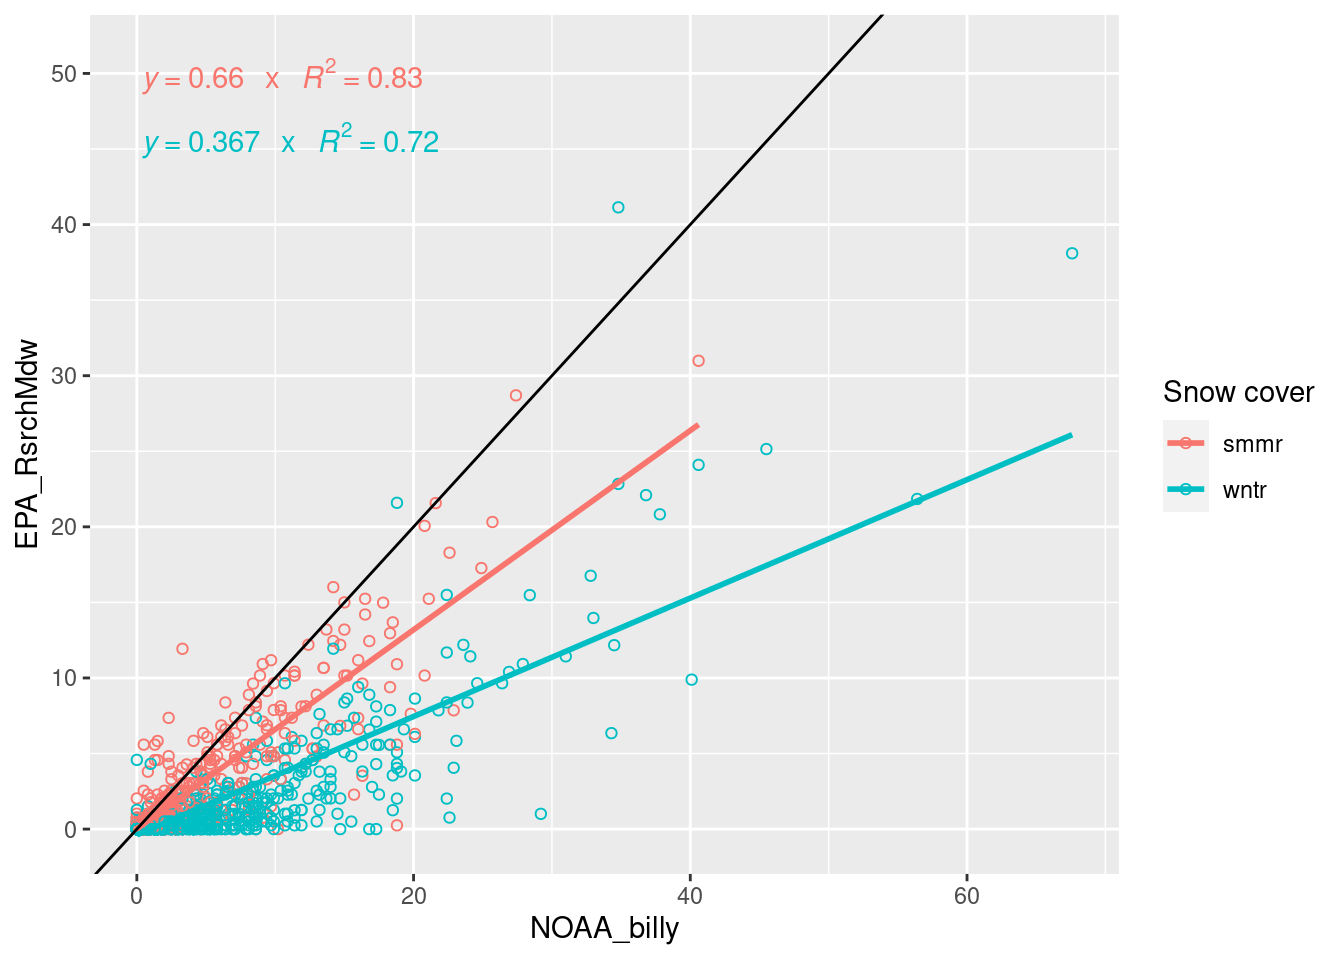 y = 0.66 x R² = 0.83
y = 0.367 x R² = 0.72
50
40
30
20
10
0
EPA_RsrchMdw
0 20 40 60
NOAA_billy
Snow cover
smmr
wntr